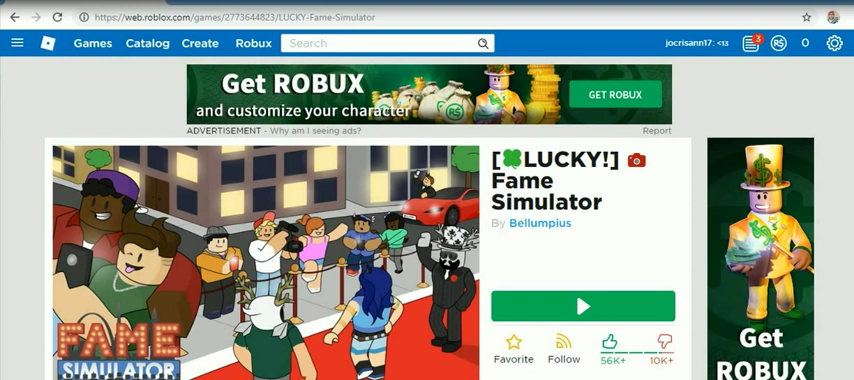 https://web.roblox.com/games/2773644823/LUCKY-Fame-Simulator
Games Catalog Create Robux Search jocrisann17: <13 3 0
Get ROBUX
and customize your character
GET ROBUX
ADVERTISEMENT - Why am I seeing ads? Report
[🍀LUCKY!] 📷
Fame
Simulator
By Bellumpius
FAME
SIMULATOR
Favorite Follow 56K+ 10K+
Get
ROBUX